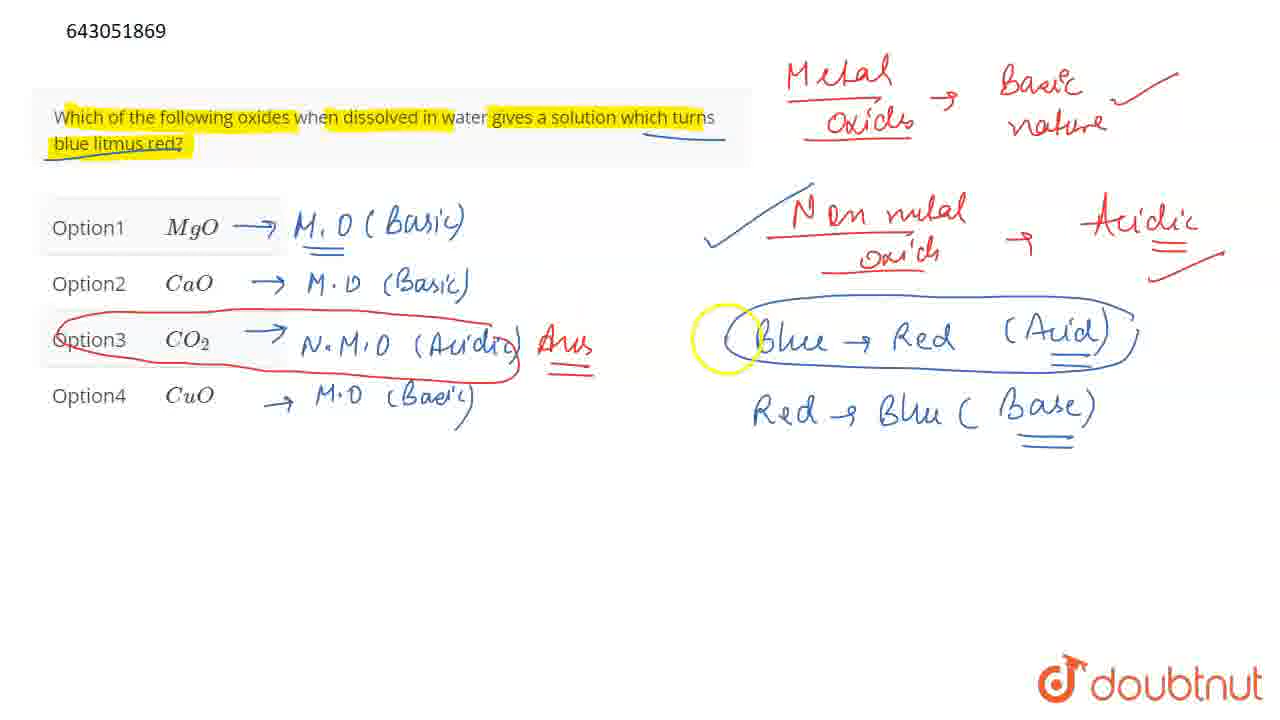 643051869
Which of the following oxides when dissolved in water gives a solution which turns
blue litmus red?
Option1 MgO → M.O (Basic)
Option2 CaO → M.O (Basic)
Option3 CO₂ → N.M.O (Acidic) Ans
Option4 CuO → M.O (Basic)
Metal
oxides → Basic
nature
Non metal
oxids → Acidic
Blue → Red (Acid)
Red → Blue (Base)
doubtnut